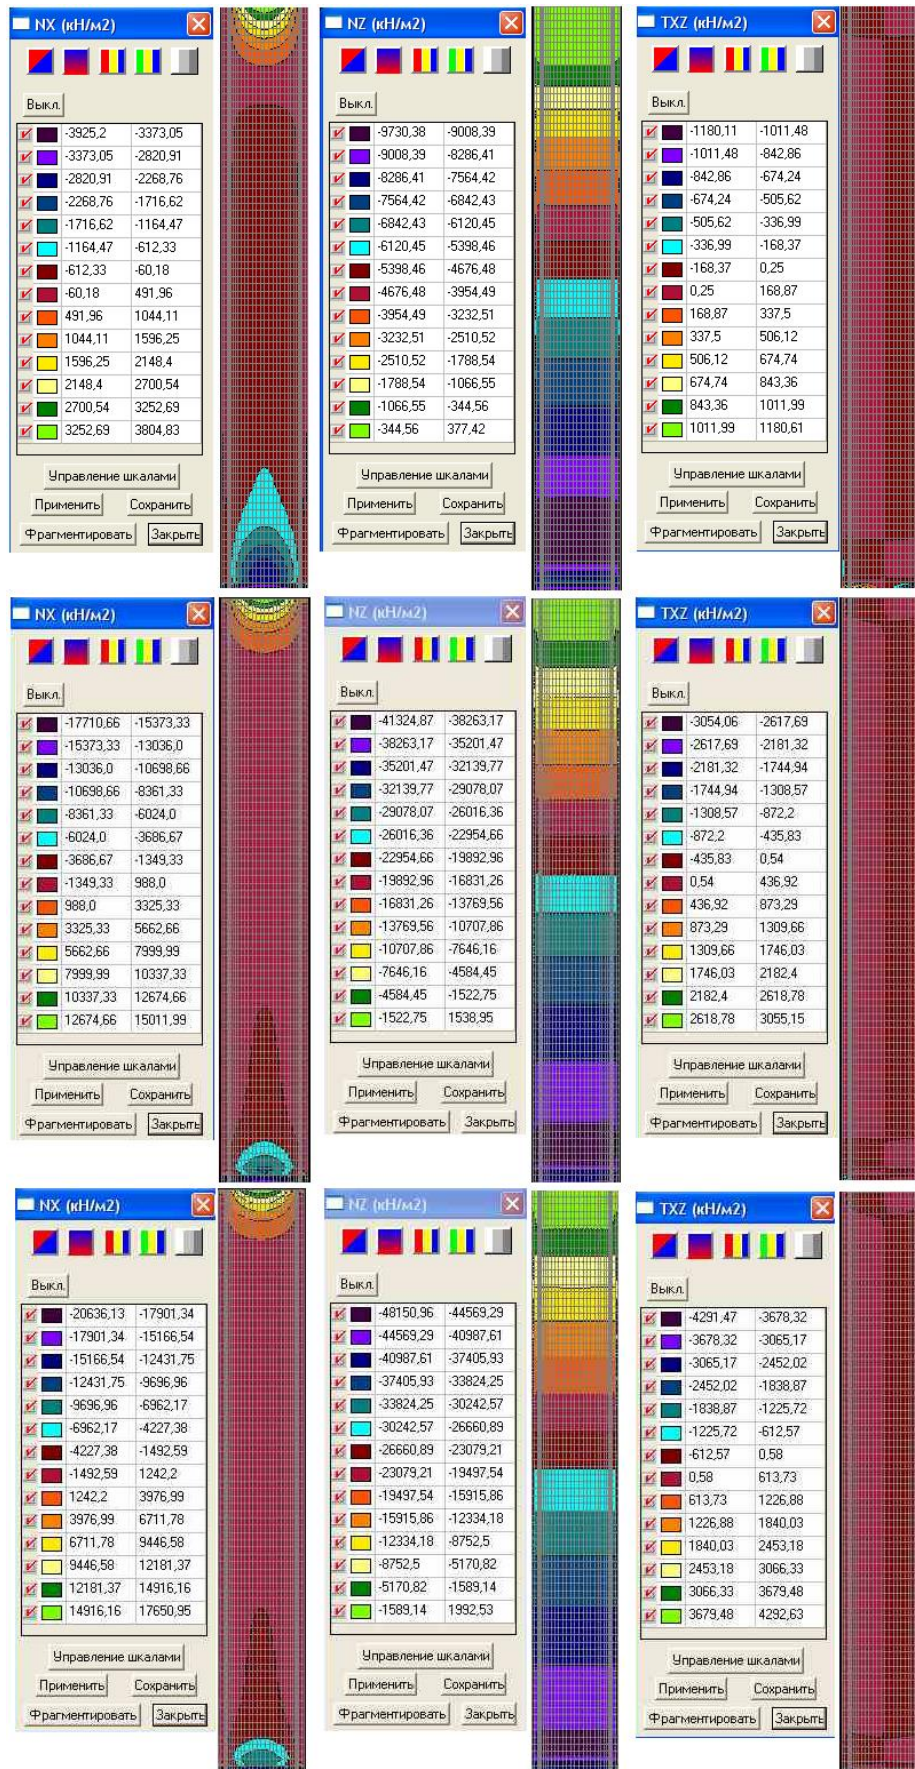 NX (кН/м2)
Выкл.
-3925,2 -3373,05
-3373,05 -2820,91
-2820,91 -2268,76
-2268,76 -1716,62
-1716,62 -1164,47
-1164,47 -612,33
-612,33 -60,18
-60,18 491,96
491,96 1044,11
1044,11 1596,25
1596,25 2148,4
2148,4 2700,54
2700,54 3252,69
3252,69 3804,83
Управление шкалами
Применить Сохранить
Фрагментировать Закрыть
NZ (кН/м2)
Выкл.
-9730,38 -9008,39
-9008,39 -8286,41
-8286,41 -7564,42
-7564,42 -6842,43
-6842,43 -6120,45
-6120,45 -5398,46
-5398,46 -4676,48
-4676,48 -3954,49
-3954,49 -3232,51
-3232,51 -2510,52
-2510,52 -1788,54
-1788,54 -1066,55
-1066,55 -344,56
-344,56 377,42
Управление шкалами
Применить Сохранить
Фрагментировать Закрыть
TXZ (кН/м2)
Выкл.
-1180,11 -1011,48
-1011,48 -842,86
-842,86 -674,24
-674,24 -505,62
-505,62 -336,99
-336,99 -168,37
-168,37 0,25
0,25 168,87
168,87 337,5
337,5 506,12
506,12 674,74
674,74 843,36
843,36 1011,99
1011,99 1180,61
Управление шкалами
Применить Сохранить
Фрагментировать Закрыть
NX (кН/м2)
Выкл.
-17710,66 -15373,33
-15373,33 -13036,0
-13036,0 -10698,66
-10698,66 -8361,33
-8361,33 -6024,0
-6024,0 -3686,67
-3686,67 -1349,33
-1349,33 988,0
988,0 3325,33
3325,33 5662,66
5662,66 7999,99
7999,99 10337,33
10337,33 12674,66
12674,66 15011,99
Управление шкалами
Применить Сохранить
Фрагментировать Закрыть
NZ (кН/м2)
Выкл.
-41324,87 -38263,17
-38263,17 -35201,47
-35201,47 -32139,77
-32139,77 -29078,07
-29078,07 -26016,36
-26016,36 -22954,66
-22954,66 -19892,96
-19892,96 -16831,26
-16831,26 -13769,56
-13769,56 -10707,86
-10707,86 -7646,16
-7646,16 -4584,45
-4584,45 -1522,75
-1522,75 1538,95
Управление шкалами
Применить Сохранить
Фрагментировать Закрыть
TXZ (кН/м2)
Выкл.
-3054,06 -2617,69
-2617,69 -2181,32
-2181,32 -1744,94
-1744,94 -1308,57
-1308,57 -872,2
-872,2 -435,83
-435,83 0,54
0,54 436,92
436,92 873,29
873,29 1309,66
1309,66 1746,03
1746,03 2182,4
2182,4 2618,78
2618,78 3055,15
Управление шкалами
Применить Сохранить
Фрагментировать Закрыть
NX (кН/м2)
Выкл.
-20636,13 -17901,34
-17901,34 -15166,54
-15166,54 -12431,75
-12431,75 -9696,96
-9696,96 -6962,17
-6962,17 -4227,38
-4227,38 -1492,59
-1492,59 1242,2
1242,2 3976,99
3976,99 6711,78
6711,78 9446,58
9446,58 12181,37
12181,37 14916,16
14916,16 17650,95
Управление шкалами
Применить Сохранить
Фрагментировать Закрыть
NZ (кН/м2)
Выкл.
-48150,96 -44569,29
-44569,29 -40987,61
-40987,61 -37405,93
-37405,93 -33824,25
-33824,25 -30242,57
-30242,57 -26660,89
-26660,89 -23079,21
-23079,21 -19497,54
-19497,54 -15915,86
-15915,86 -12334,18
-12334,18 -8752,5
-8752,5 -5170,82
-5170,82 -1589,14
-1589,14 1992,53
Управление шкалами
Применить Сохранить
Фрагментировать Закрыть
TXZ (кН/м2)
Выкл.
-4291,47 -3678,32
-3678,32 -3065,17
-3065,17 -2452,02
-2452,02 -1838,87
-1838,87 -1225,72
-1225,72 -612,57
-612,57 0,58
0,58 613,73
613,73 1226,88
1226,88 1840,03
1840,03 2453,18
2453,18 3066,33
3066,33 3679,48
3679,48 4292,63
Управление шкалами
Применить Сохранить
Фрагментировать Закрыть